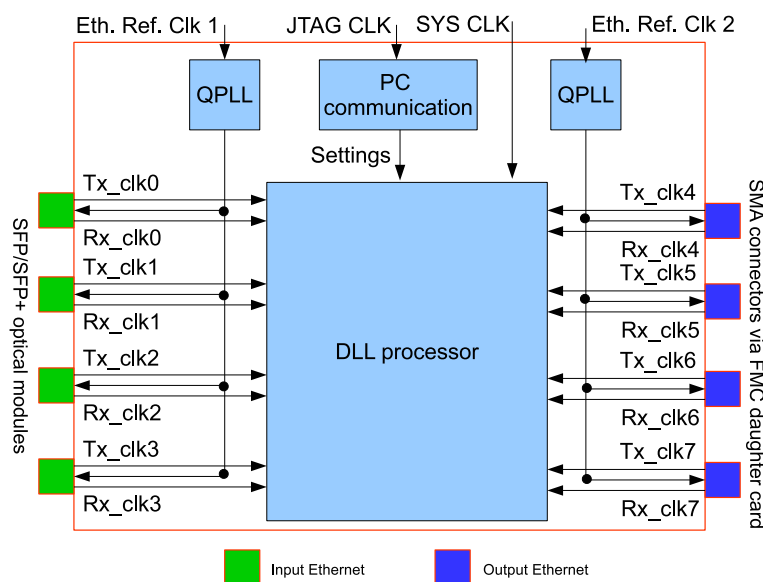 Eth. Ref. Clk 1
JTAG CLK
SYS CLK
Eth. Ref. Clk 2
QPLL
PC
communication
QPLL
Settings
Tx_clk0
Rx_clk0
Tx_clk1
Rx_clk1
Tx_clk2
Rx_clk2
Tx_clk3
Rx_clk3
SFP/SFP+ optical modules
DLL processor
Tx_clk4
Rx_clk4
Tx_clk5
Rx_clk5
Tx_clk6
Rx_clk6
Tx_clk7
Rx_clk7
SMA connectors via FMC daughter card
Input Ethernet
Output Ethernet